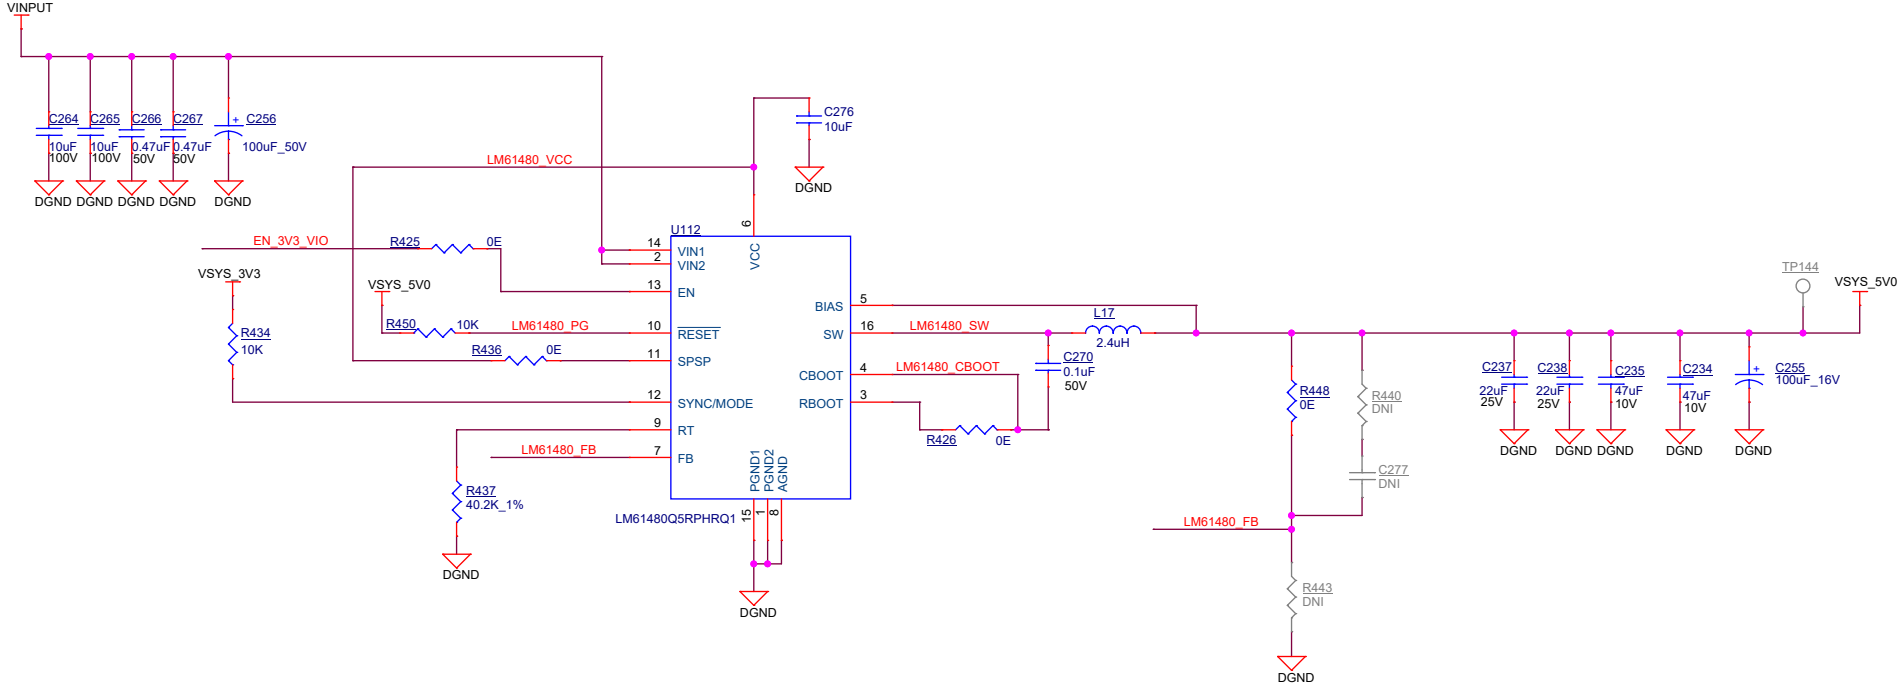 VINPUT
C264
10uF
100V
C265
10uF
100V
C266
0.47uF
50V
C267
0.47uF
50V
+
C256
100uF_50V
DGND
DGND
DGND
DGND
DGND
C276
10uF
DGND
LM61480_VCC
EN_3V3_VIO
R425
0E
VSYS_3V3
R434
10K
VSYS_5V0
R450
10K
LM61480_PG
R436
0E
U112
6
VCC
14
VIN1
2
VIN2
13
EN
10
RESET
11
SPSP
12
SYNC/MODE
9
RT
7
FB
LM61480_FB
R437
40.2K_1%
DGND
BIAS
5
SW
16
CBOOT
4
RBOOT
3
PGND1
PGND2
AGND
15
1
8
LM61480Q5RPHRQ1
DGND
LM61480_SW
L17
2.4uH
C270
0.1uF
50V
LM61480_CBOOT
R426
0E
R448
0E
R440
DNI
C277
DNI
LM61480_FB
R443
DNI
DGND
C237
22uF
25V
C238
22uF
25V
C235
47uF
10V
C234
47uF
10V
+
C255
100uF_16V
DGND
DGND
DGND
DGND
DGND
TP144
VSYS_5V0